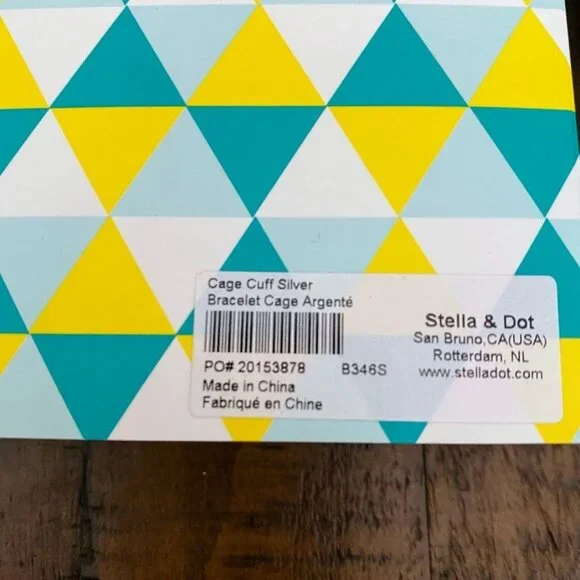 Cage Cuff Silver
Bracelet Cage Argenté
PO# 20153878 B346S
Made in China
Fabriqué en Chine
Stella & Dot
San Bruno,CA(USA)
Rotterdam, NL
www.stelladot.com